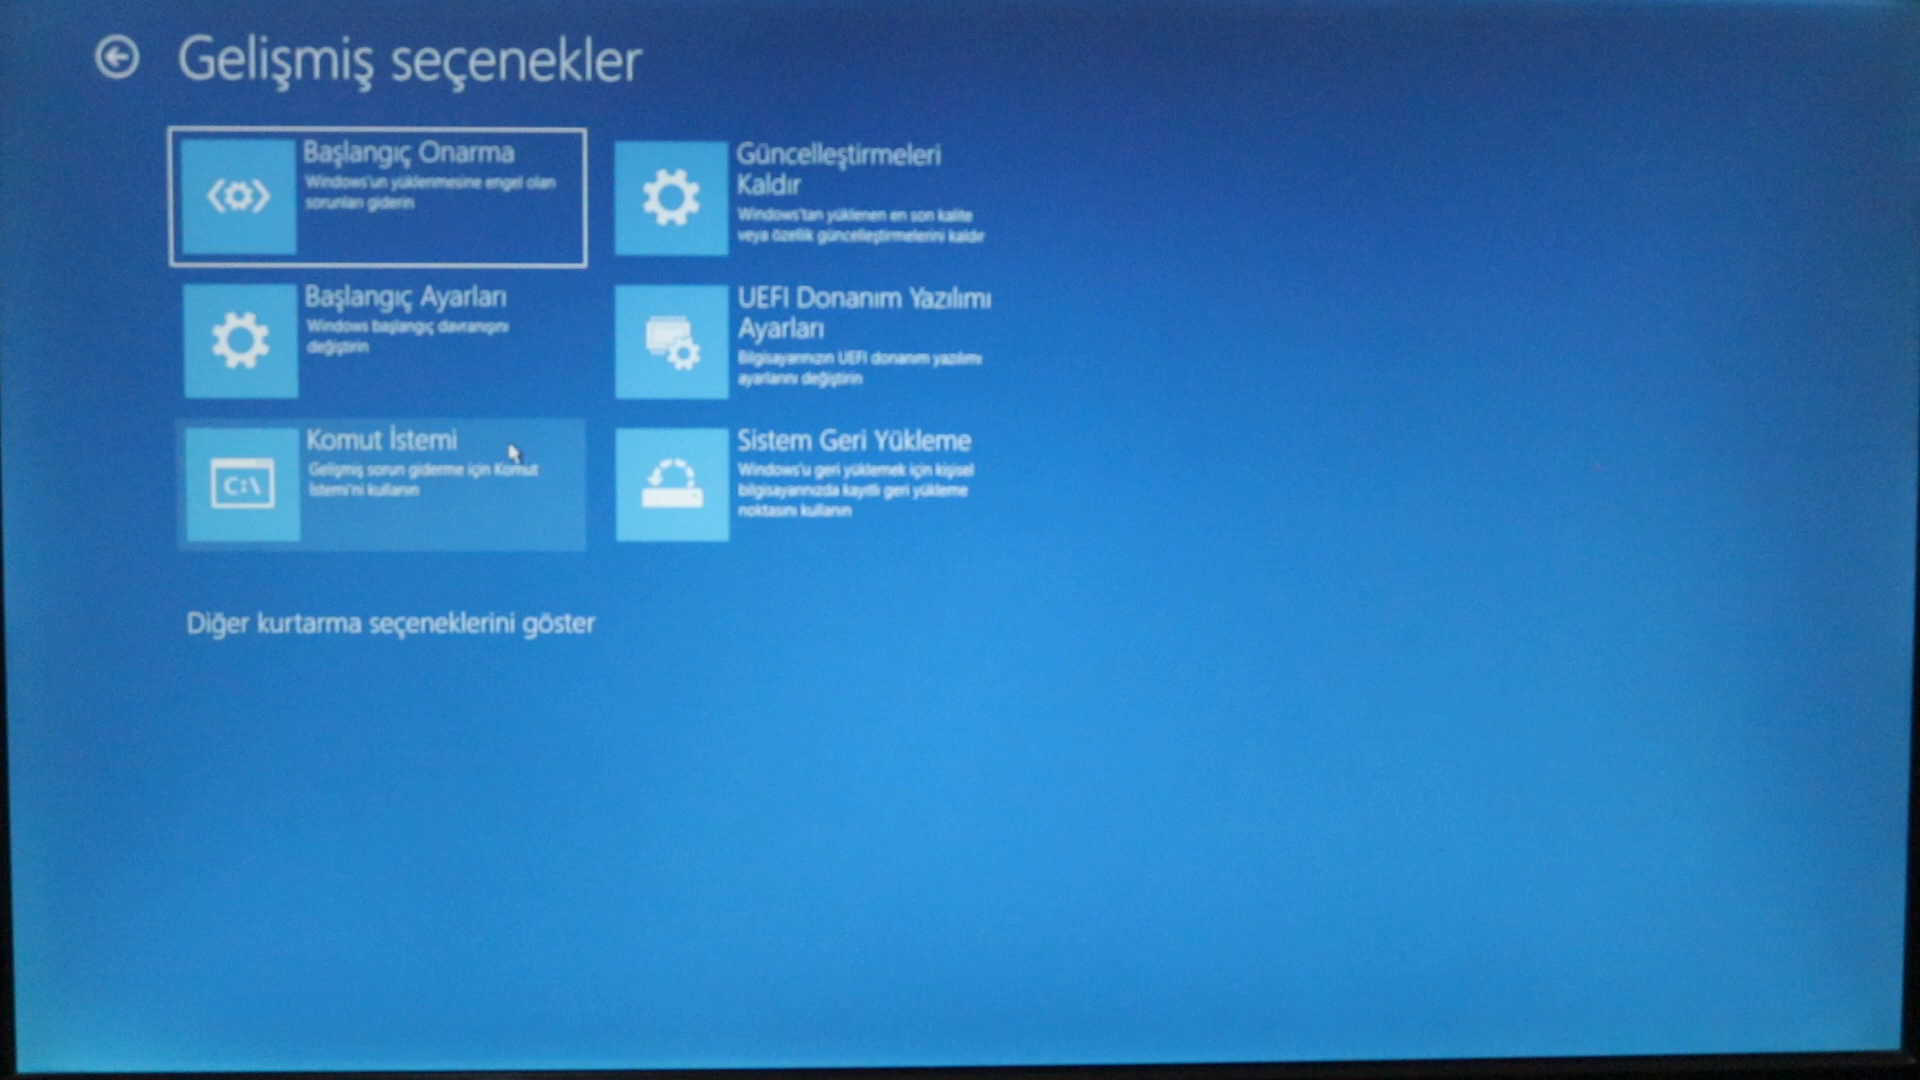 Gelişmiş seçenekler
Başlangıç Onarma
Windows'un yüklenmesine engel olan
sorunları giderin
Güncelleştirmeleri
Kaldır
Windows'tan yüklenen en son kalite
veya özellik güncelleştirmelerini kaldır
Başlangıç Ayarları
Windows başlangıç davranışını
değiştirin
UEFI Donanım Yazılımı
Ayarları
Bilgisayarınızın UEFI donanım yazılımı
ayarlarını değiştirin
Komut İstemi
Gelişmiş sorun giderme için Komut
İstemi'ni kullanın
C:\
Sistem Geri Yükleme
Windows'u geri yüklemek için kişisel
bilgisayarınızda kayıtlı geri yükleme
noktasını kullanın
Diğer kurtarma seçeneklerini göster